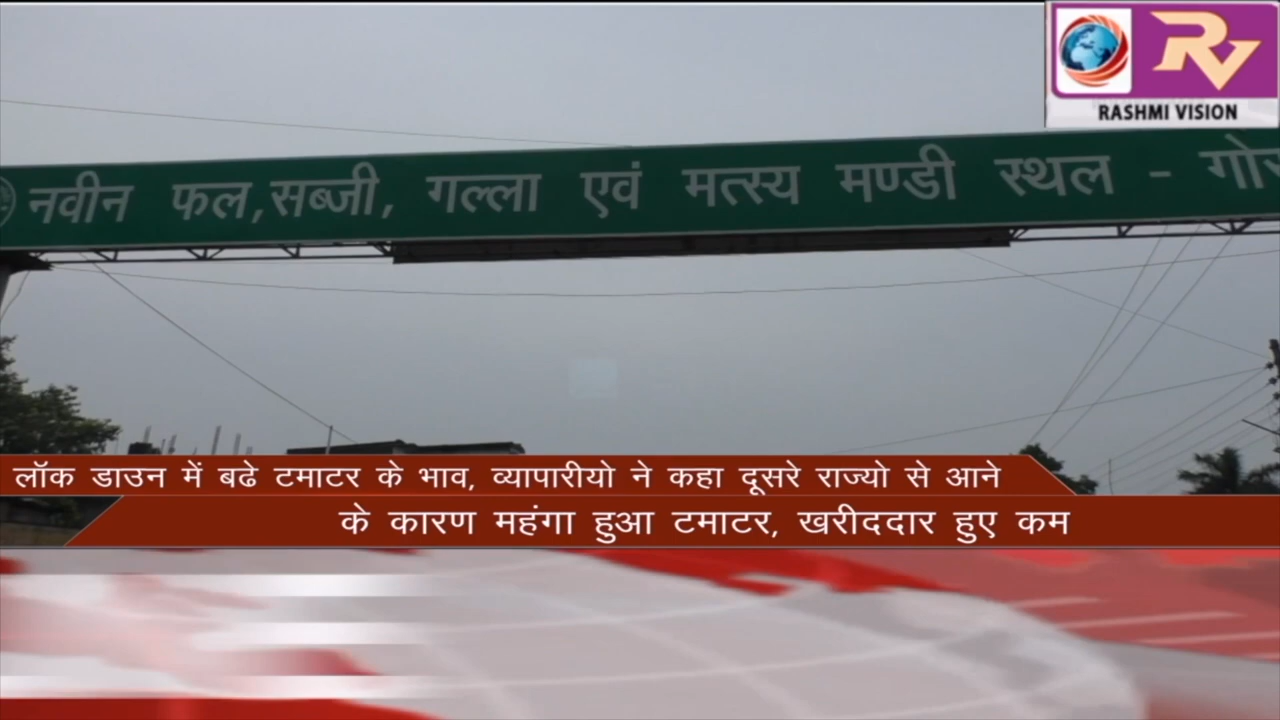 RV
RASHMI VISION
नवीन फल, सब्जी, गल्ला एवं मत्स्य मण्डी स्थल -
लॉक डाउन में बढे टमाटर के भाव, व्यापारीयो ने कहा दूसरे राज्यो से आने
के कारण महंगा हुआ टमाटर, खरीददार हुए कम